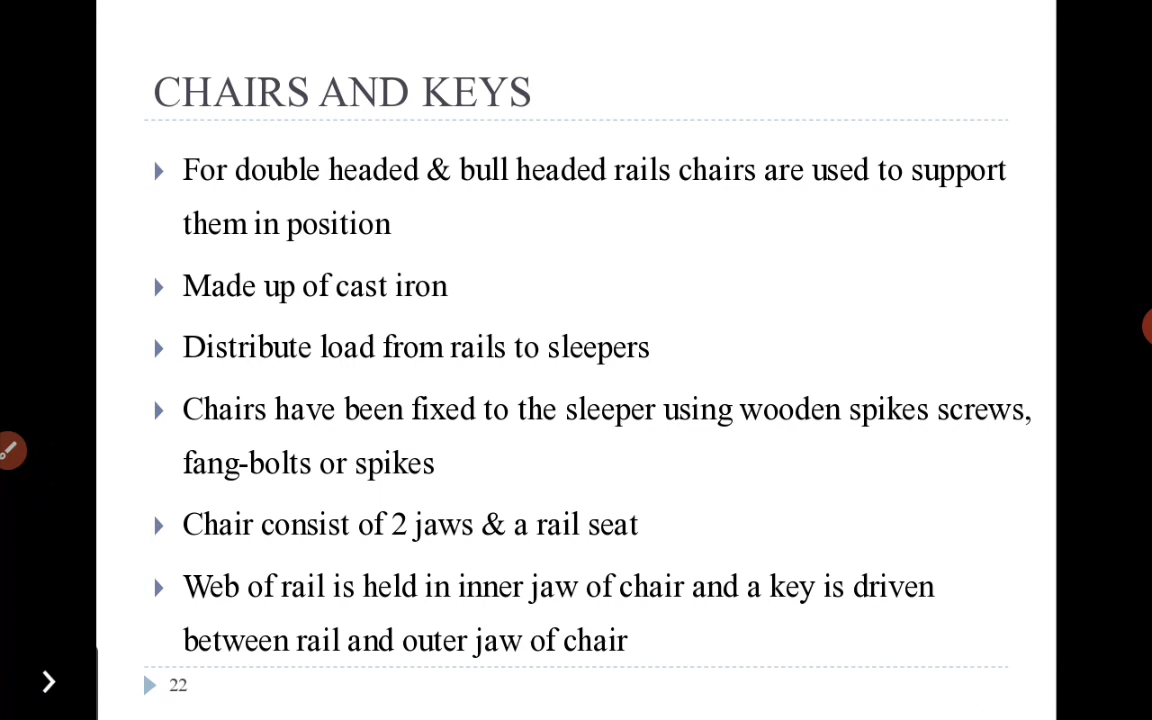 CHAIRS AND KEYS
For double headed & bull headed rails chairs are used to support
them in position
Made up of cast iron
Distribute load from rails to sleepers
Chairs have been fixed to the sleeper using wooden spikes screws,
fang-bolts or spikes
Chair consist of 2 jaws & a rail seat
Web of rail is held in inner jaw of chair and a key is driven
between rail and outer jaw of chair
22